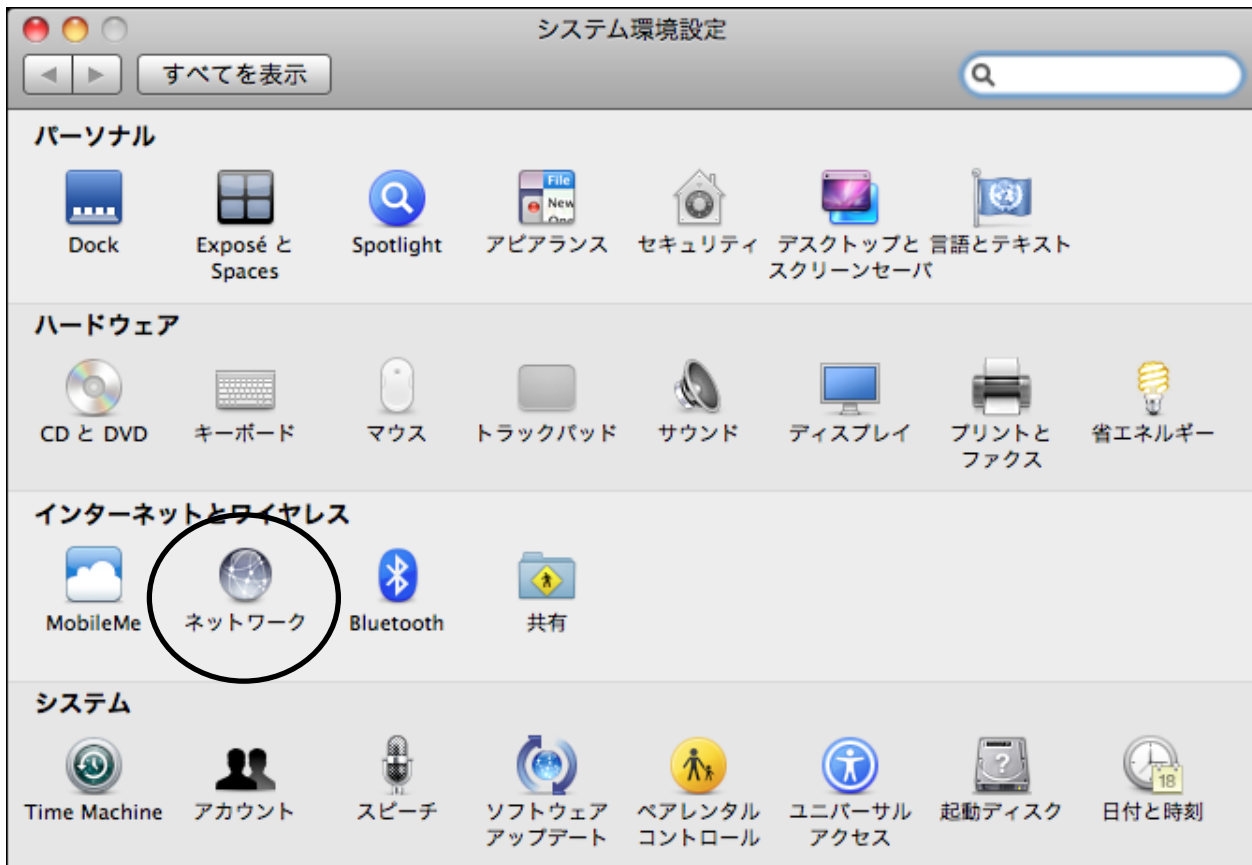 システム環境設定
すべてを表示
パーソナル
Dock
Exposé と
Spaces
Spotlight
File
New
アピアランス
セキュリティ
デスクトップと
スクリーンセーバ
言語とテキスト
ハードウェア
CD と DVD
キーボード
マウス
トラックパッド
サウンド
ディスプレイ
プリントと
ファクス
省エネルギー
インターネットとワイヤレス
MobileMe
ネットワーク
Bluetooth
共有
システム
Time Machine
アカウント
スピーチ
ソフトウェア
アップデート
ペアレンタル
コントロール
ユニバーサル
アクセス
?
起動ディスク
18
日付と時刻